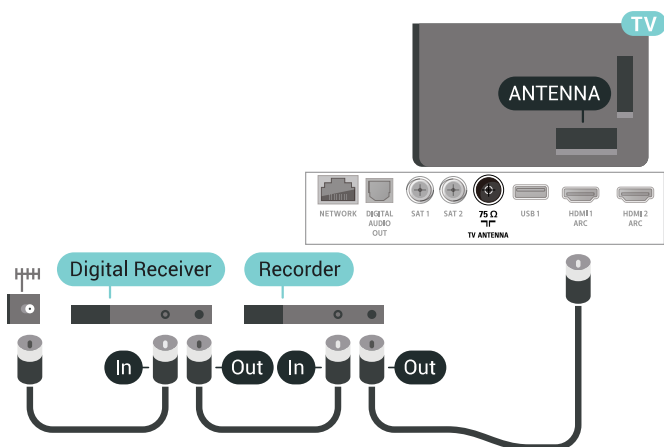 TV
ANTENNA
NETWORK
DIGITAL
AUDIO
OUT
SAT 1
SAT 2
75 Ω
TV ANTENNA
USB 1
HDMI 1
ARC
HDMI 2
ARC
Digital Receiver
Recorder
In
Out
In
Out